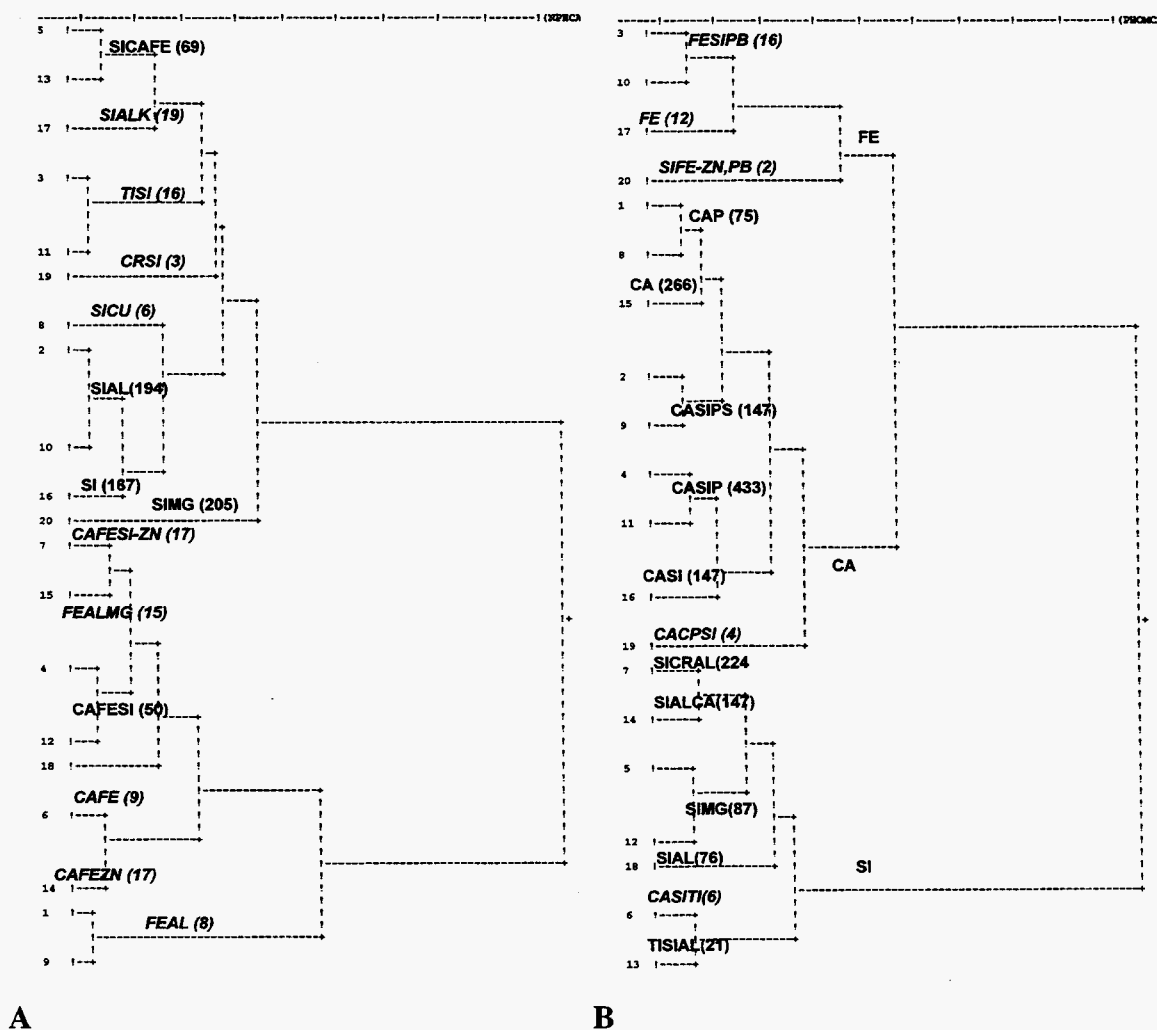 (NPHCA
5
SICAFE (69)
13
SIALK (19)
17
3
TISI (16)
11
CRSI (3)
19
SICU (6)
8
2
SIAL(194)
10
SI (167)
16
SIMG (205)
20
CAFESI-ZN (17)
7
15
FEALMG (15)
4
CAFESI (50)
12
18
CAFE (9)
6
CAFEZN (17)
14
1
FEAL (8)
9
A
(PHOMC
3
FESIPB (16)
10
FE (12)
17
FE
SIFE-ZN,PB (2)
20
1
CAP (75)
8
CA (266)
15
2
CASIPS (147)
9
4
CASIP (433)
11
CA
CASI (147)
16
CACPSI (4)
19
SICRAL(224
7
SIALCA(147)
14
5
SIMG(87)
12
SIAL(76)
18
SI
CASITI(6)
6
TISIAL(21)
13
B